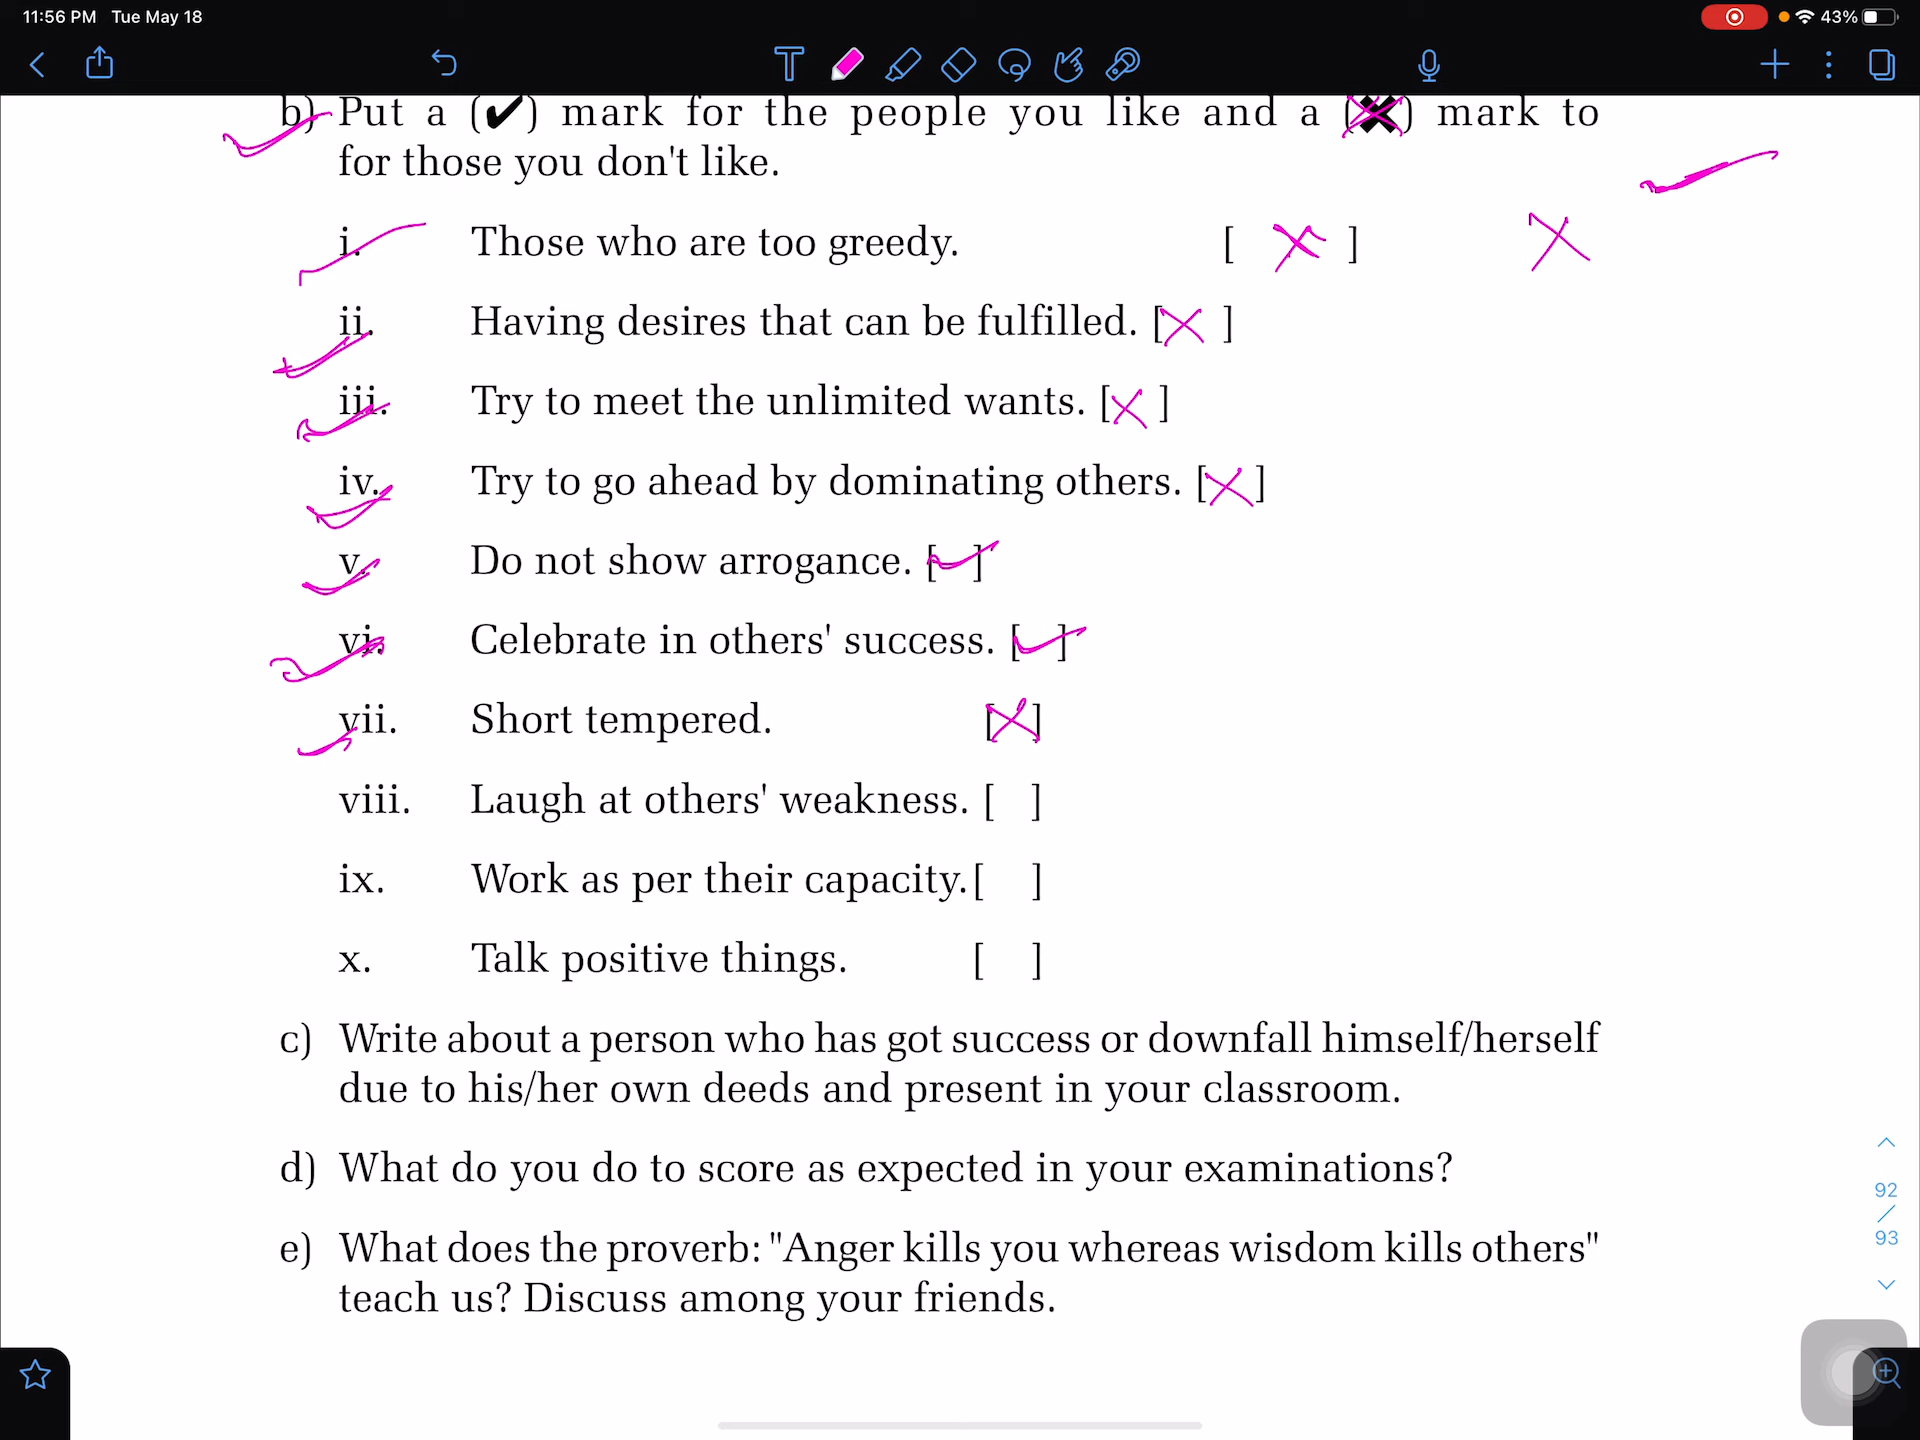 11:56 PM Tue May 18 43%
b) Put a (✔) mark for the people you like and a (✖) mark to
for those you don't like.
i. Those who are too greedy. [ ✗ ] ✗
ii. Having desires that can be fulfilled. [✗ ]
iii. Try to meet the unlimited wants. [✗ ]
iv. Try to go ahead by dominating others. [✗]
v. Do not show arrogance. [✓]
vi. Celebrate in others' success. [✓]
vii. Short tempered. [✗]
viii. Laugh at others' weakness. [ ]
ix. Work as per their capacity. [ ]
x. Talk positive things. [ ]
c) Write about a person who has got success or downfall himself/herself
due to his/her own deeds and present in your classroom.
d) What do you do to score as expected in your examinations?
e) What does the proverb: "Anger kills you whereas wisdom kills others"
teach us? Discuss among your friends.
92
/
93